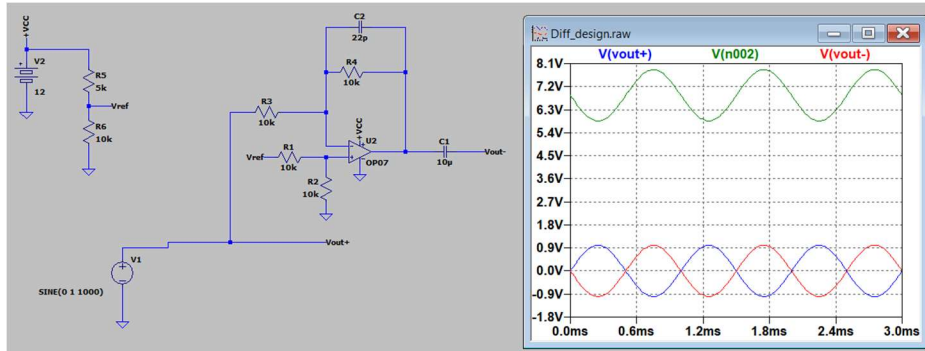 +VCC
V2
12
R5
5k
Vref
R6
10k
C2
22p
R4
10k
R3
10k
+VCC
U2
OP07
Vref
R1
10k
R2
10k
C1
10µ
Vout-
Vout+
V1
SINE(0 1 1000)
Diff_design.raw
V(vout+) V(n002) V(vout-)
8.1V
7.2V
6.3V
5.4V
4.5V
3.6V
2.7V
1.8V
0.9V
0.0V
-0.9V
-1.8V
0.0ms 0.6ms 1.2ms 1.8ms 2.4ms 3.0ms